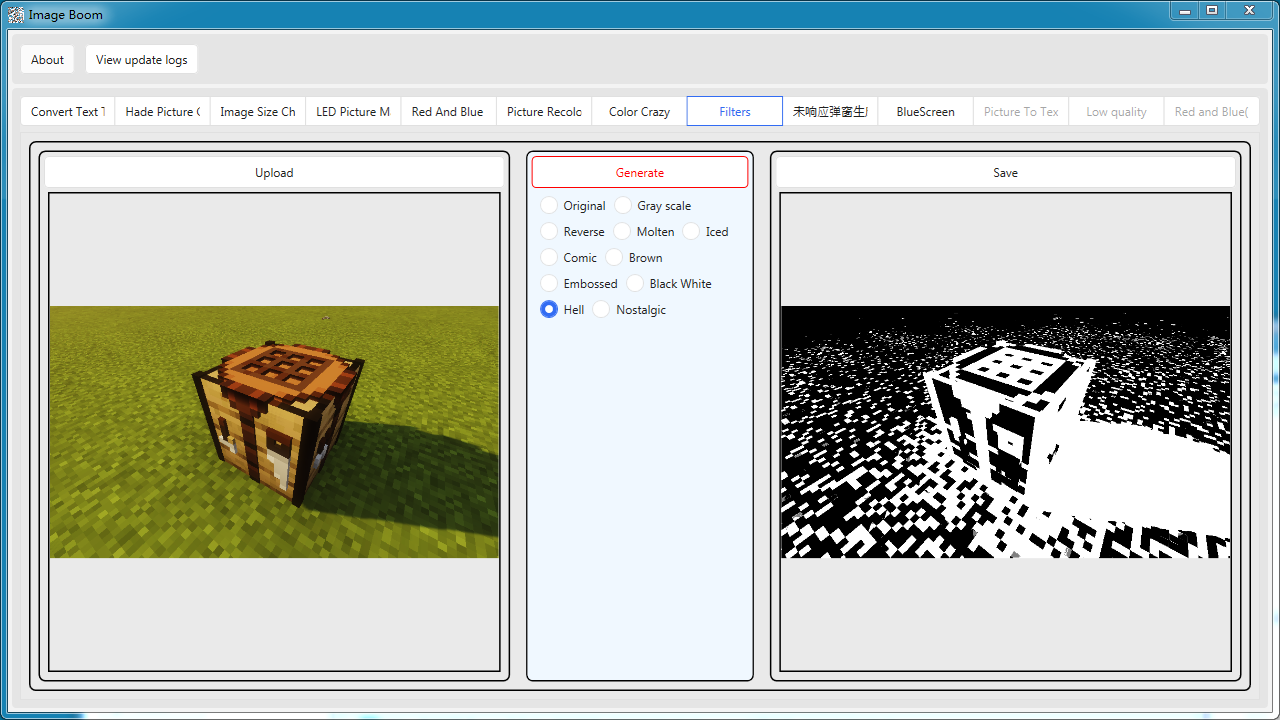 Image Boom
About
View update logs
Convert Text T
Hade Picture C
Image Size Ch
LED Picture M
Red And Blue
Picture Recolo
Color Crazy
Filters
未响应弹窗生
BlueScreen
Picture To Tex
Low quality
Red and Blue(
Upload
Generate
Save
Original
Gray scale
Reverse
Molten
Iced
Comic
Brown
Embossed
Black White
Hell
Nostalgic